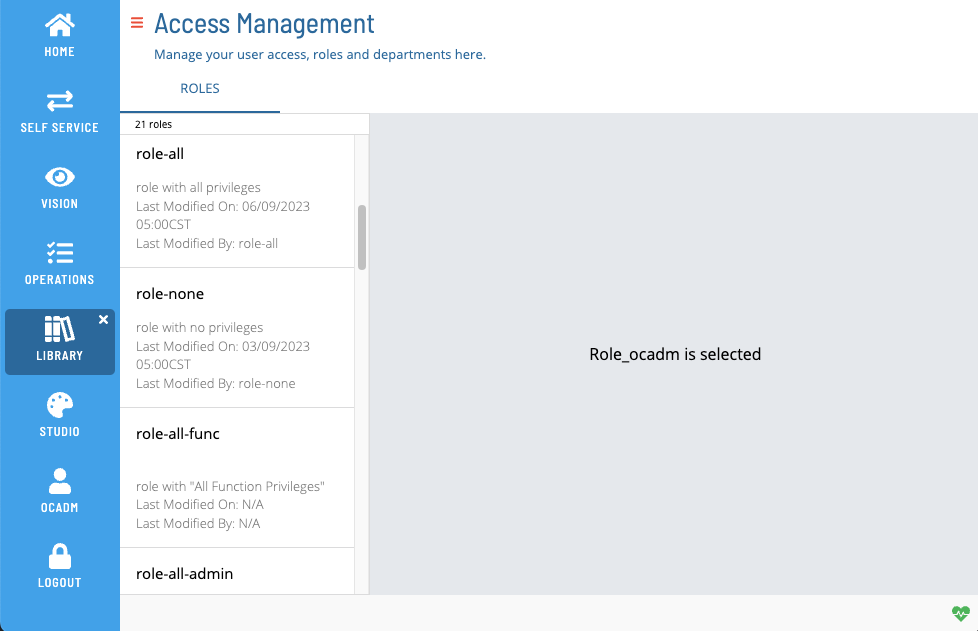 HOME
SELF SERVICE
VISION
OPERATIONS
LIBRARY
STUDIO
OCADM
LOGOUT
Access Management
Manage your user access, roles and departments here.
ROLES
21 roles
role-all
role with all privileges
Last Modified On: 06/09/2023
05:00CST
Last Modified By: role-all
role-none
role with no privileges
Last Modified On: 03/09/2023
05:00CST
Last Modified By: role-none
role-all-func
role with "All Function Privileges"
Last Modified On: N/A
Last Modified By: N/A
role-all-admin
Role_ocadm is selected